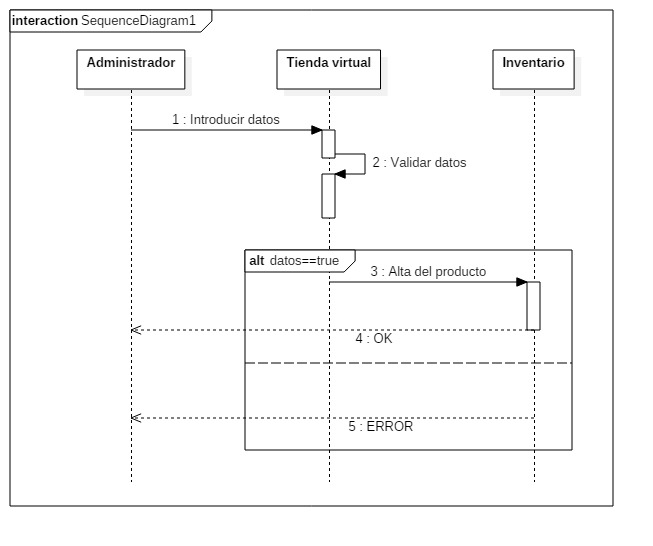 interaction SequenceDiagram1
Administrador
Tienda virtual
Inventario
1 : Introducir datos
2 : Validar datos
alt datos==true
3 : Alta del producto
4 : OK
5 : ERROR